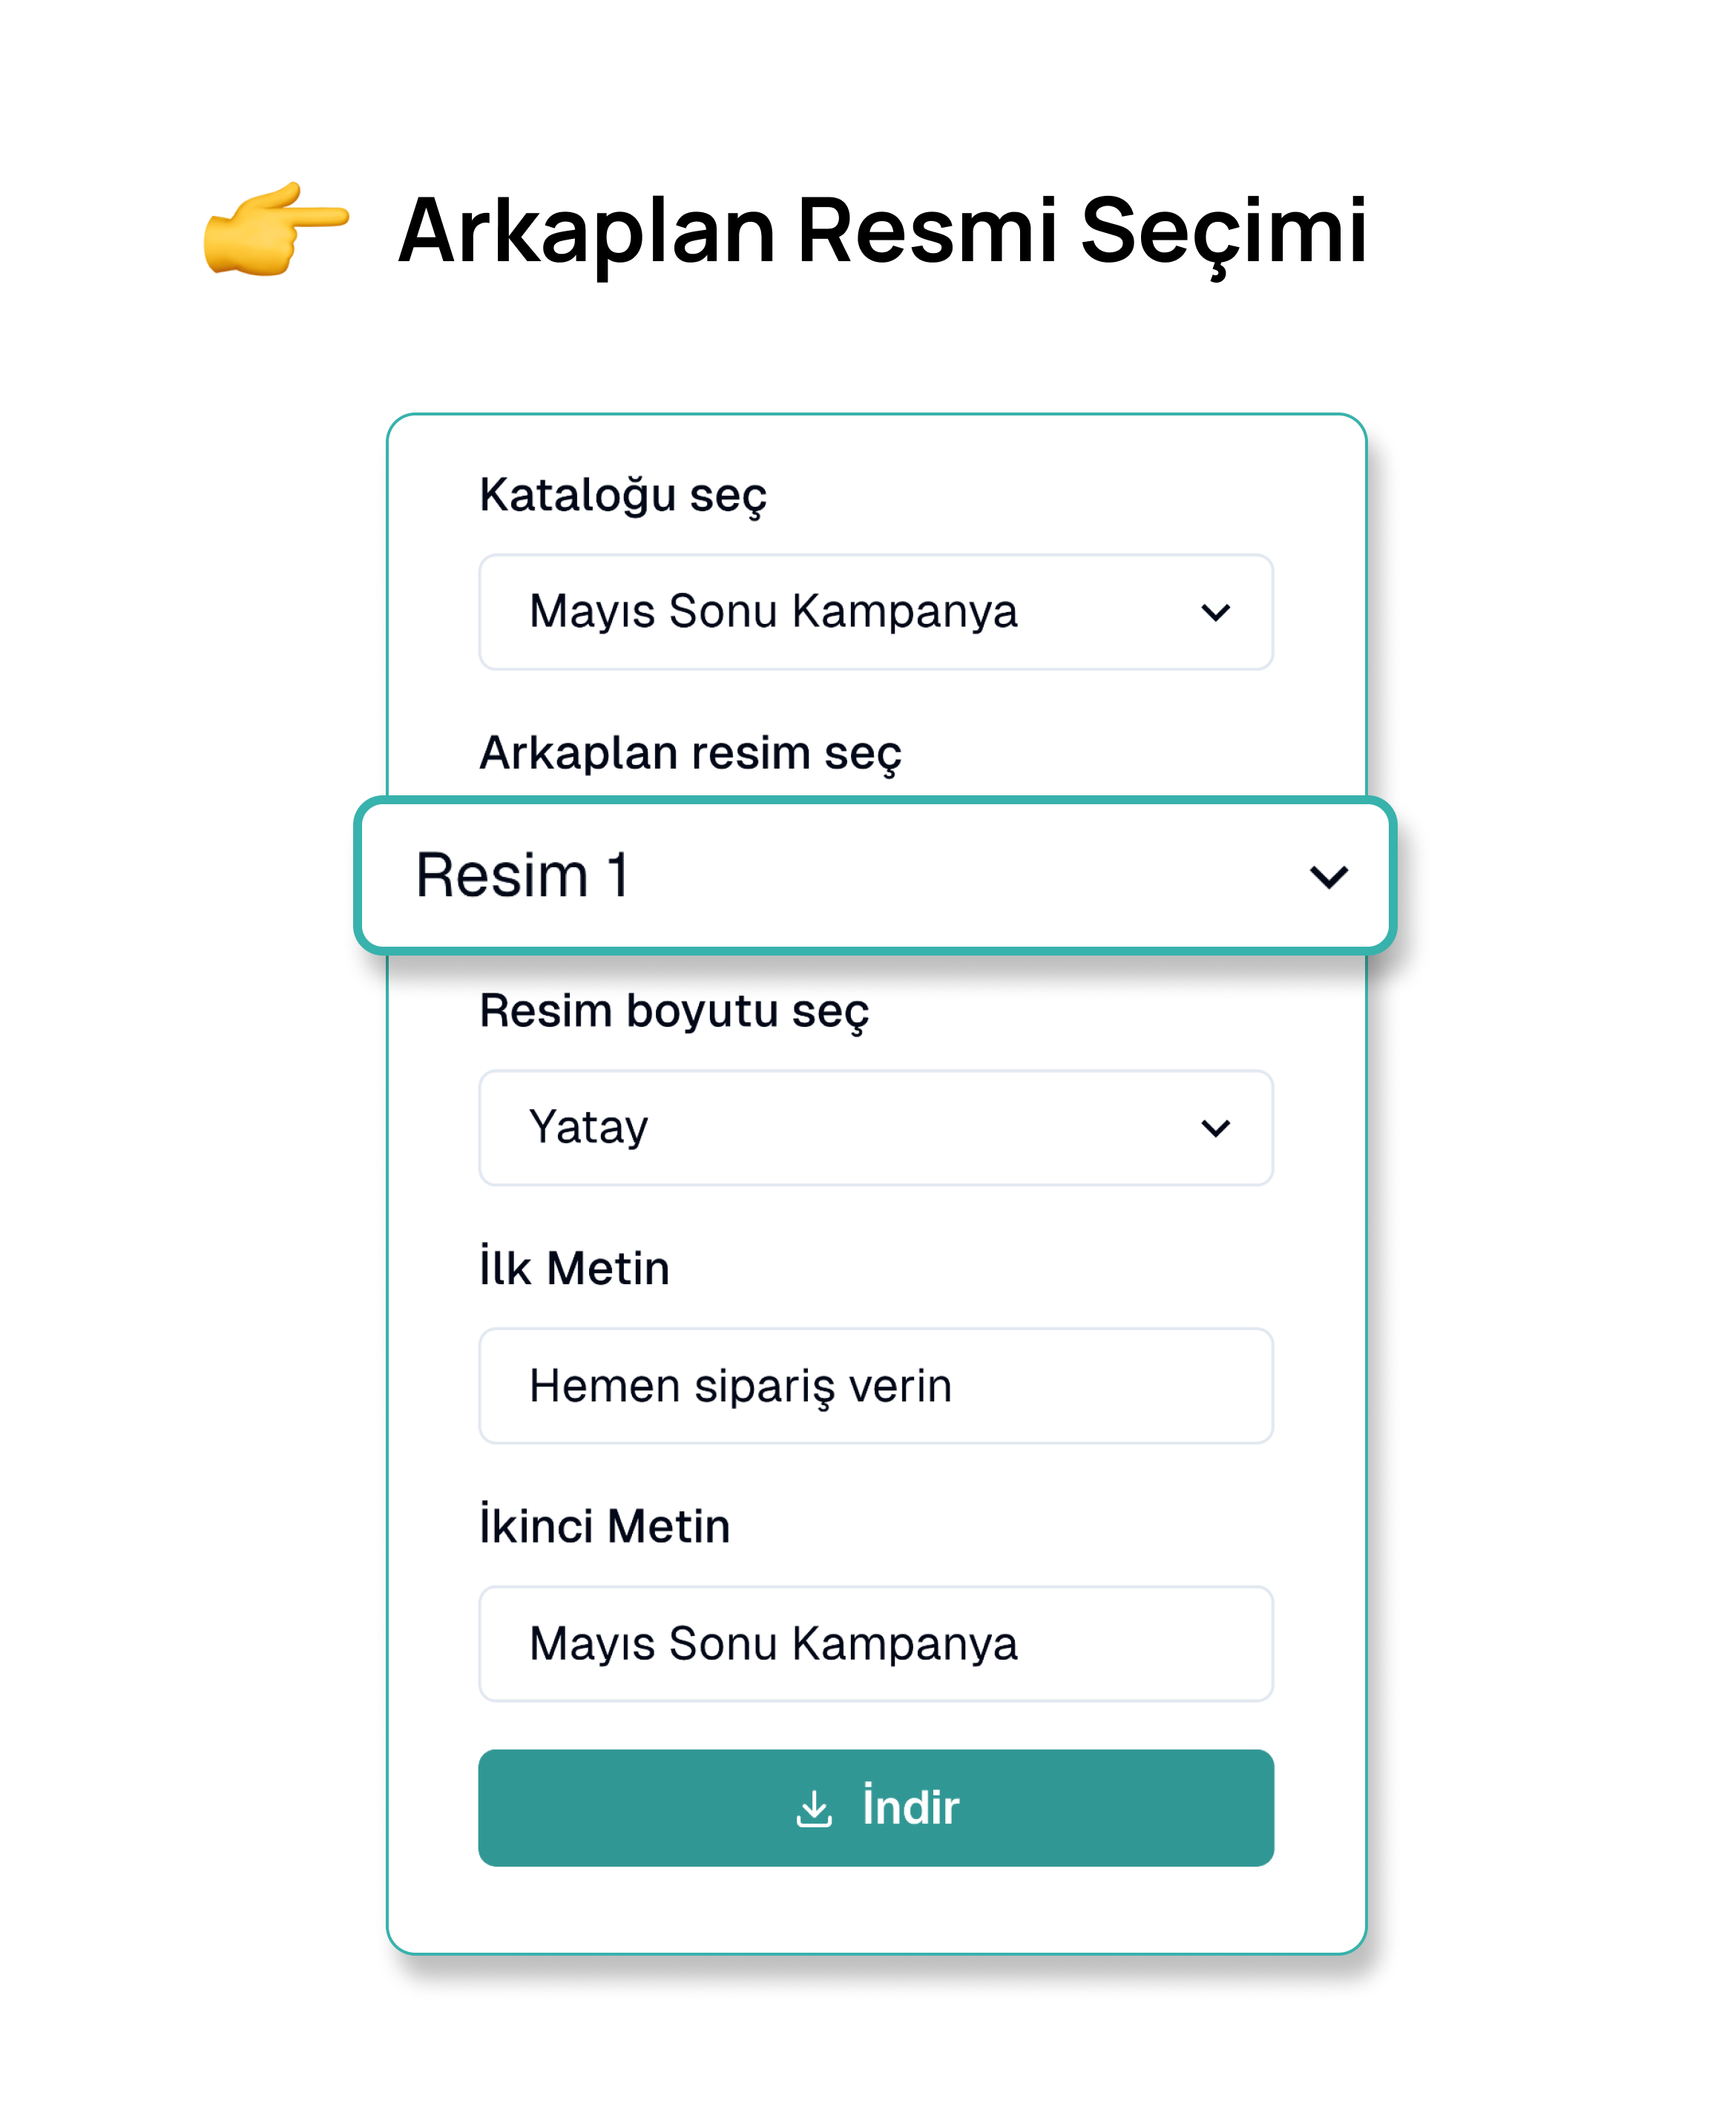 Arkaplan Resmi Seçimi
Kataloğu seç
Mayıs Sonu Kampanya
Arkaplan resim seç
Resim 1
Resim boyutu seç
Yatay
İlk Metin
Hemen sipariş verin
İkinci Metin
Mayıs Sonu Kampanya
İndir